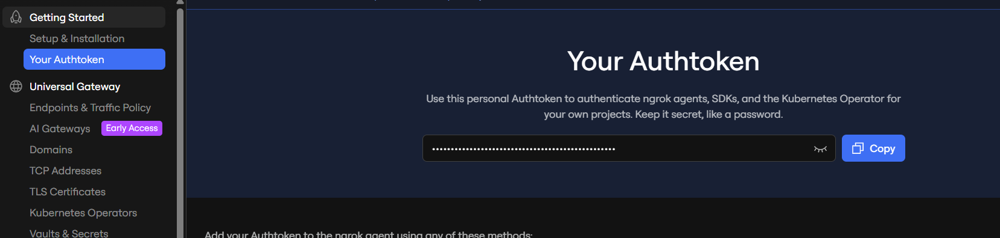 Getting Started
Setup & Installation
Your Authtoken
Universal Gateway
Endpoints & Traffic Policy
AI Gateways Early Access
Domains
TCP Addresses
TLS Certificates
Kubernetes Operators
Vaults & Secrets
Your Authtoken
Use this personal Authtoken to authenticate ngrok agents, SDKs, and the Kubernetes Operator for
your own projects. Keep it secret, like a password.
Copy
Add your Authtoken to the ngrok agent using any of these methods: